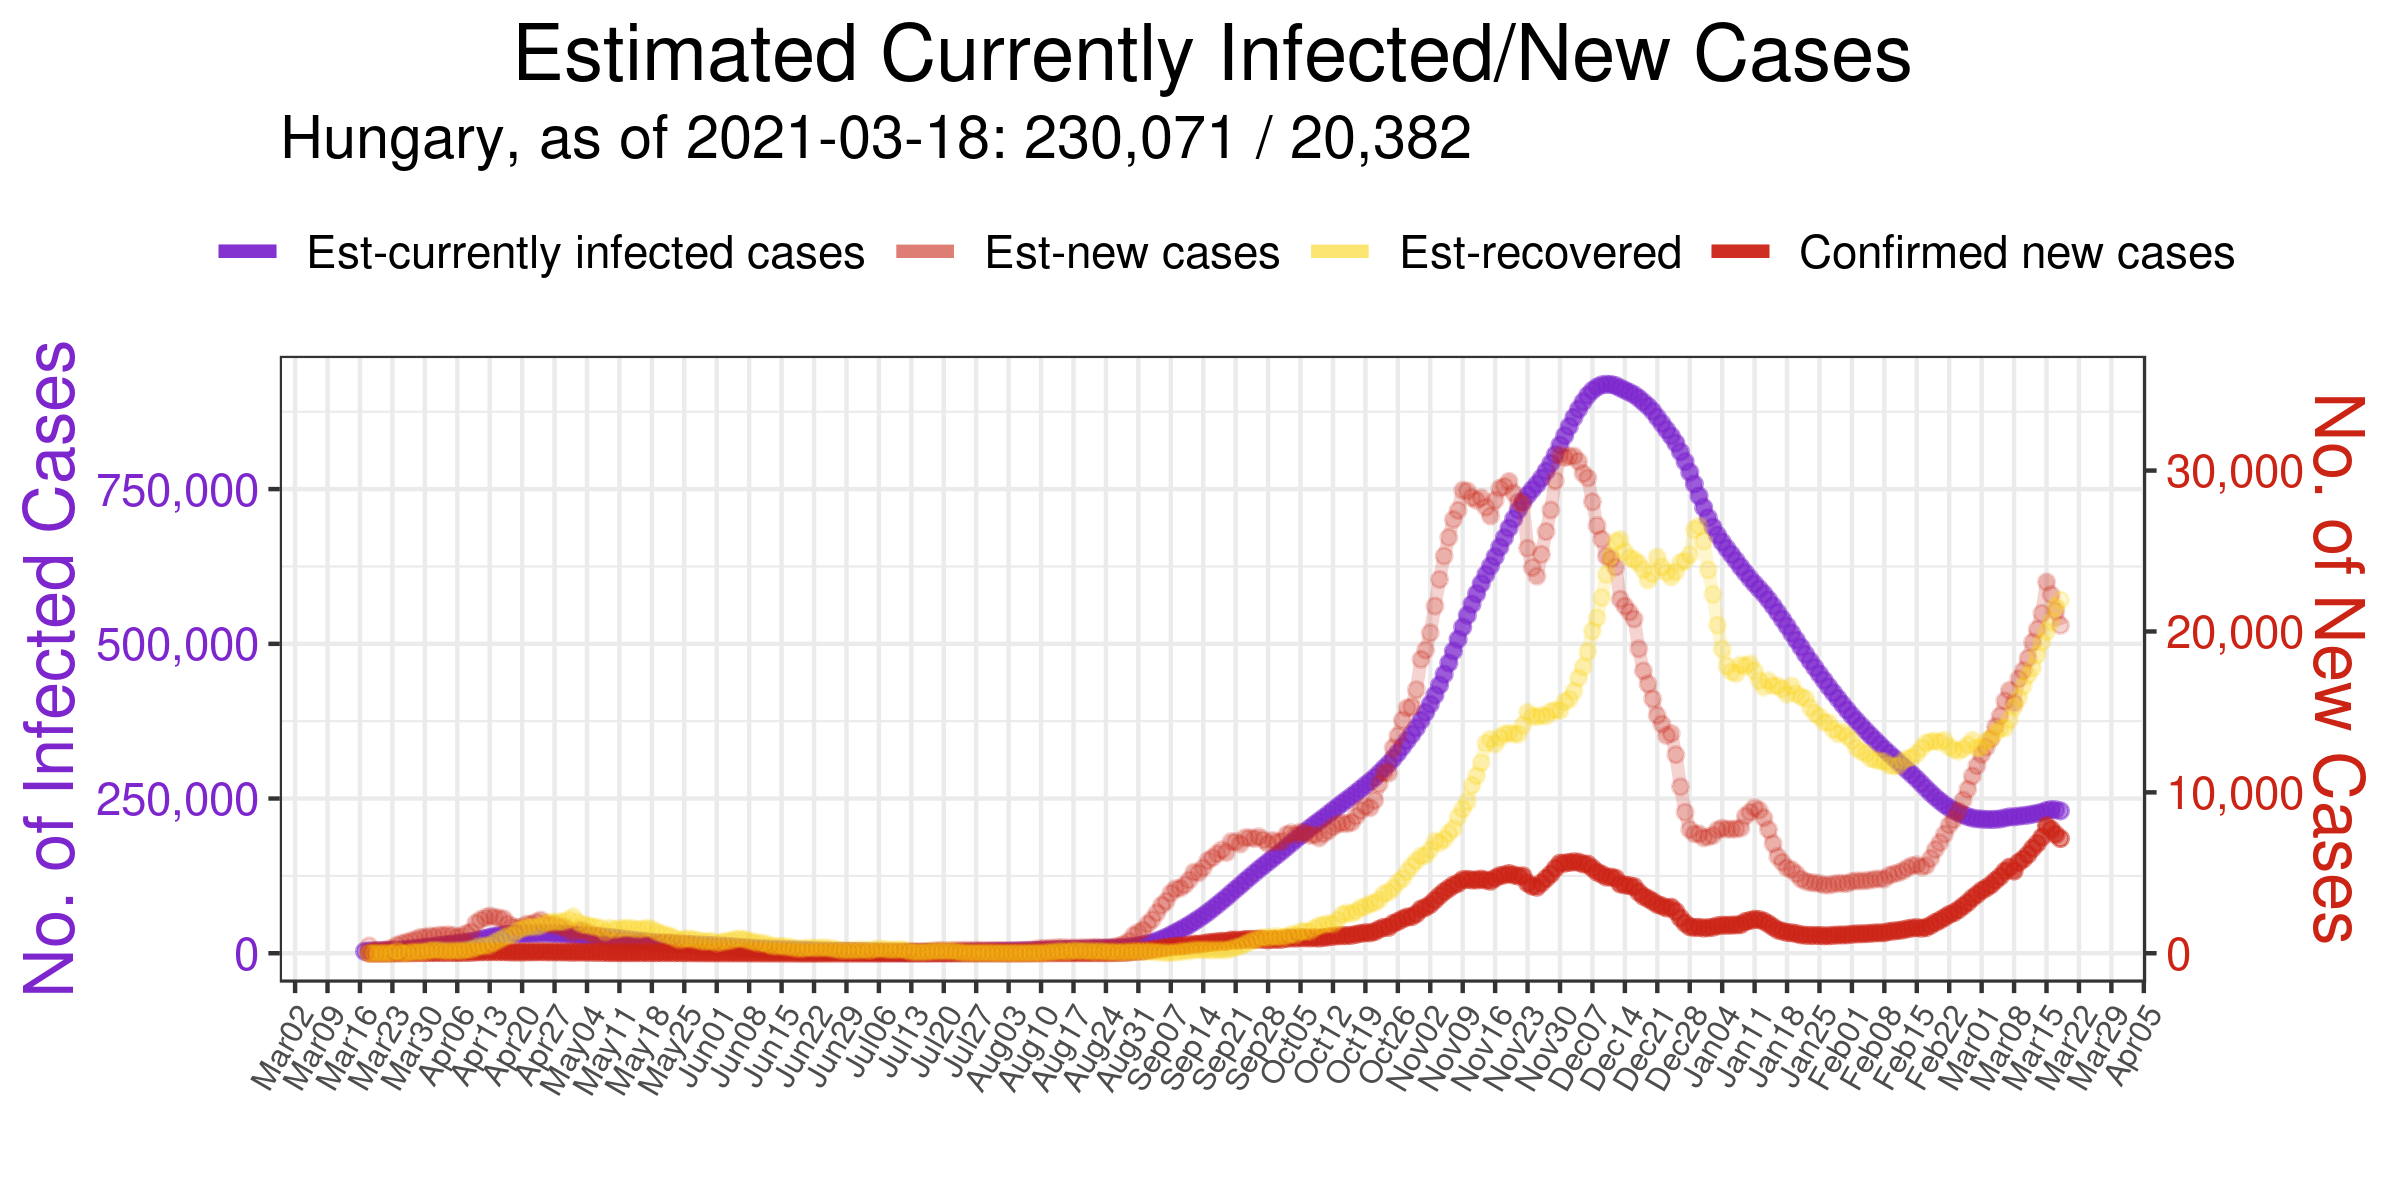 Estimated Currently Infected/New Cases
Hungary, as of 2021-03-18: 230,071 / 20,382
Est-currently infected cases
Est-new cases
Est-recovered
Confirmed new cases
No. of Infected Cases
750,000
500,000
250,000
0
30,000
20,000
10,000
0
No. of New Cases
Mar02
Mar09
Mar16
Mar23
Mar30
Apr06
Apr13
Apr20
Apr27
May04
May11
May18
May25
Jun01
Jun08
Jun15
Jun22
Jun29
Jul06
Jul13
Jul20
Jul27
Aug03
Aug10
Aug17
Aug24
Aug31
Sep07
Sep14
Sep21
Sep28
Oct05
Oct12
Oct19
Oct26
Nov02
Nov09
Nov16
Nov23
Nov30
Dec07
Dec14
Dec21
Dec28
Jan04
Jan11
Jan18
Jan25
Feb01
Feb08
Feb15
Feb22
Mar01
Mar08
Mar15
Mar22
Mar29
Apr05